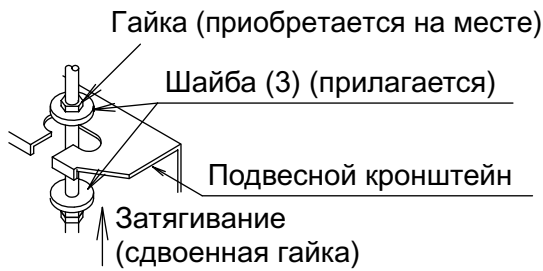 Гайка (приобретается на месте)
Шайба (3) (прилагается)
Подвесной кронштейн
Затягивание
(сдвоенная гайка)